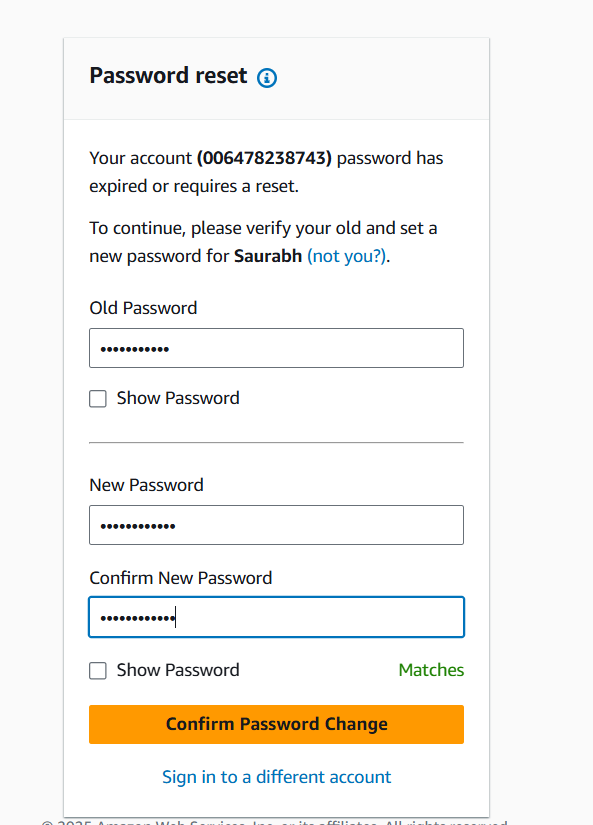 Password reset
Your account (006478238743) password has
expired or requires a reset.
To continue, please verify your old and set a
new password for Saurabh (not you?).
Old Password
•••••••••••
Show Password
New Password
••••••••••••
Confirm New Password
••••••••••••
Show Password Matches
Confirm Password Change
Sign in to a different account
© 2025 Amazon Web Services, Inc. or its affiliates. All rights reserved.